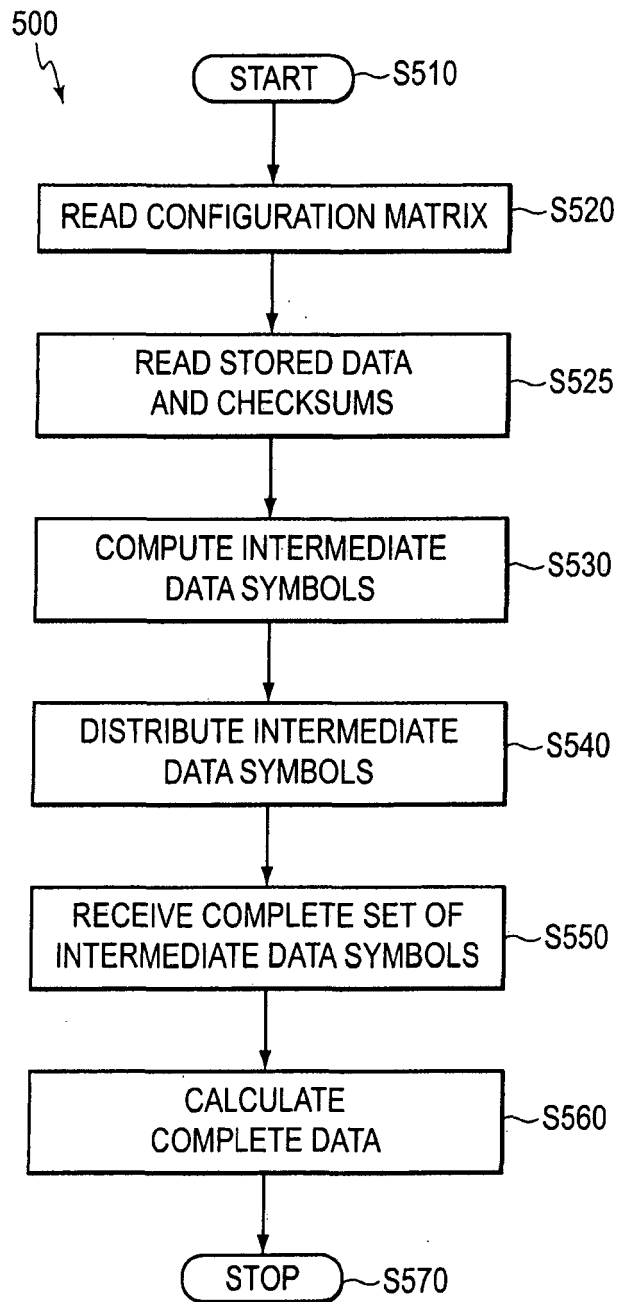 500
START
S510
READ CONFIGURATION MATRIX
S520
READ STORED DATA
AND CHECKSUMS
S525
COMPUTE INTERMEDIATE
DATA SYMBOLS
S530
DISTRIBUTE INTERMEDIATE
DATA SYMBOLS
S540
RECEIVE COMPLETE SET OF
INTERMEDIATE DATA SYMBOLS
S550
CALCULATE
COMPLETE DATA
S560
STOP
S570